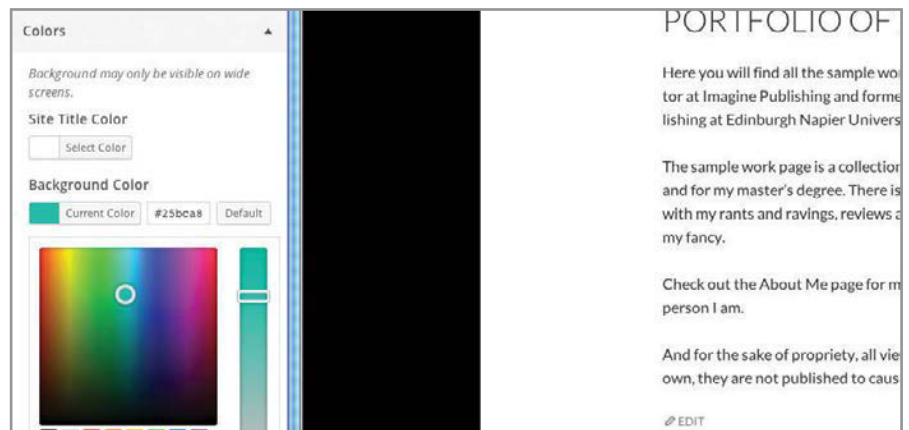 Colors
Background may only be visible on wide
screens.
Site Title Color
Select Color
Background Color
Current Color #25bca8 Default
PORTFOLIO OF
Here you will find all the sample wo
tor at Imagine Publishing and forme
lishing at Edinburgh Napier Univers
The sample work page is a collection
and for my master's degree. There is
with my rants and ravings, reviews a
my fancy.
Check out the About Me page for m
person I am.
And for the sake of propriety, all vie
own, they are not published to caus
EDIT